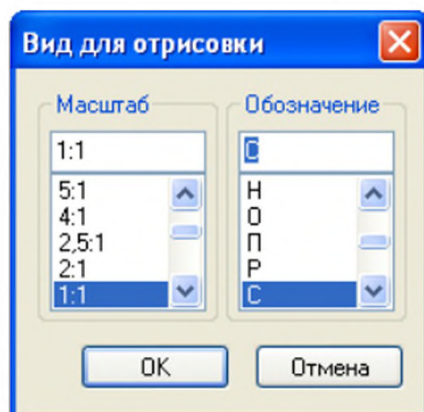 Вид для отрисовки
Масштаб
1:1
5:1
4:1
2,5:1
2:1
1:1
Обозначение
С
Н
О
П
Р
С
ОК
Отмена